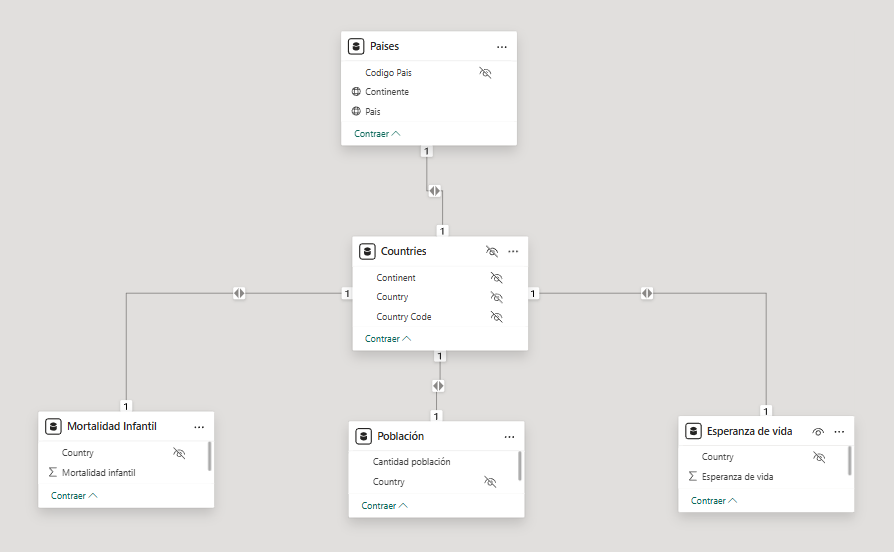 Paises
Codigo Pais
Continente
Pais
Contraer
1
1
Countries
Continent
Country
Country Code
Contraer
1
1
1
1
1
1
Mortalidad Infantil
Country
Mortalidad infantil
Contraer
Población
Cantidad población
Country
Contraer
Esperanza de vida
Country
Esperanza de vida
Contraer